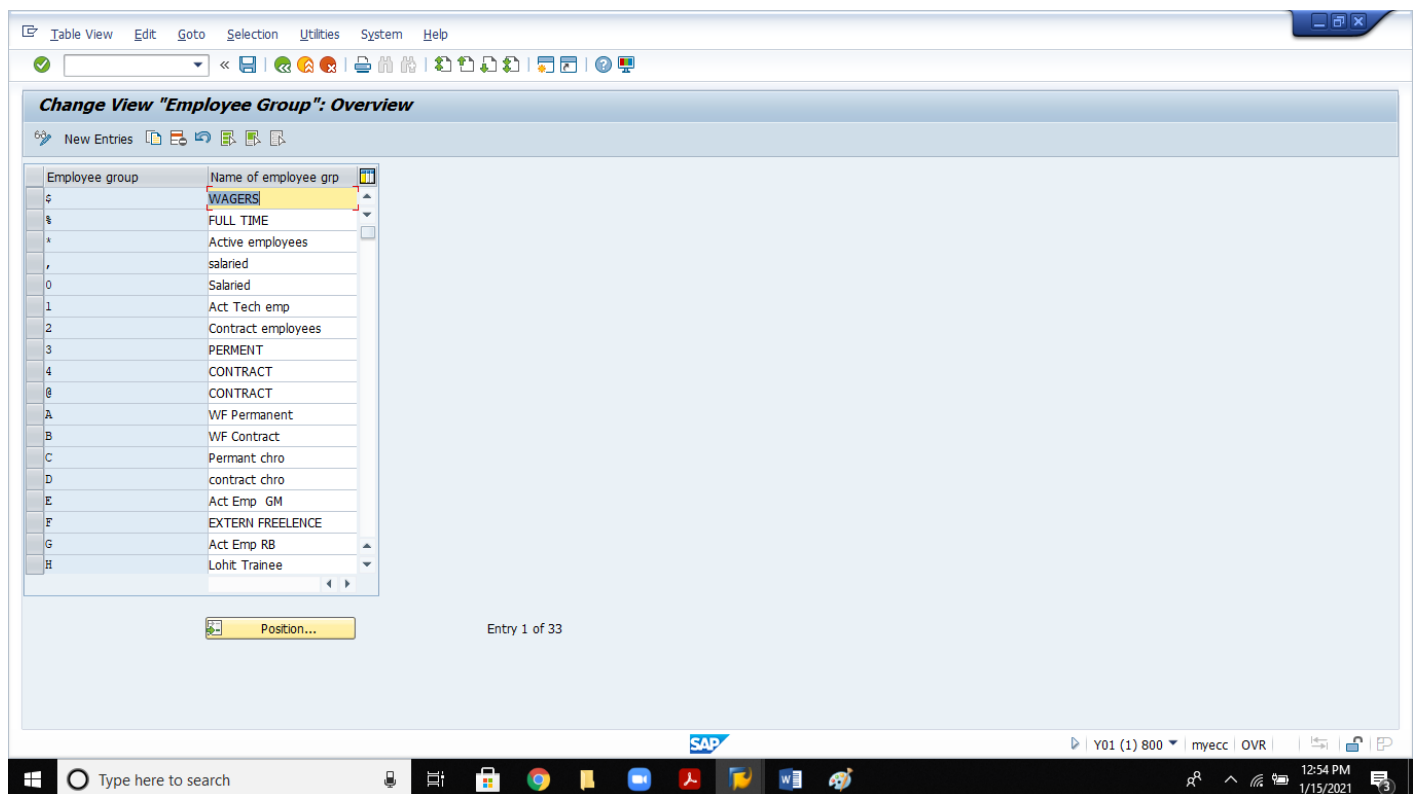 Table View Edit Goto Selection Utilities System Help
Change View "Employee Group": Overview
New Entries
Employee group Name of employee grp
$ WAGERS
% FULL TIME
* Active employees
, salaried
0 Salaried
1 Act Tech emp
2 Contract employees
3 PERMENT
4 CONTRACT
@ CONTRACT
A WF Permanent
B WF Contract
C Permant chro
D contract chro
E Act Emp  GM
F EXTERN FREELENCE
G Act Emp RB
H Lohit Trainee
Position... Entry 1 of 33
SAP Y01 (1) 800 myecc OVR
Type here to search 12:54 PM
1/15/2021 3